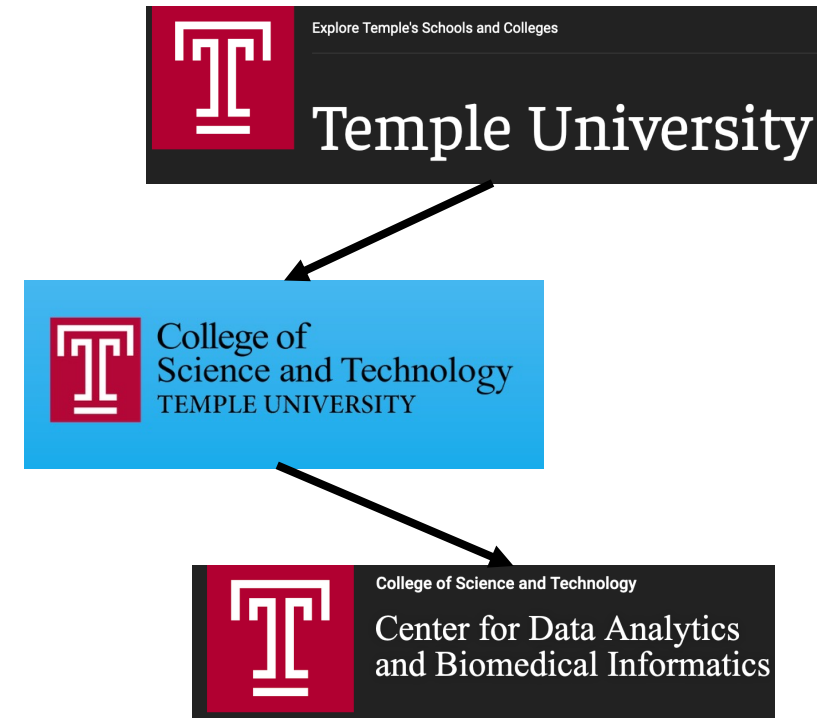 Explore Temple's Schools and Colleges
Temple University
College of
Science and Technology
TEMPLE UNIVERSITY
College of Science and Technology
Center for Data Analytics
and Biomedical Informatics